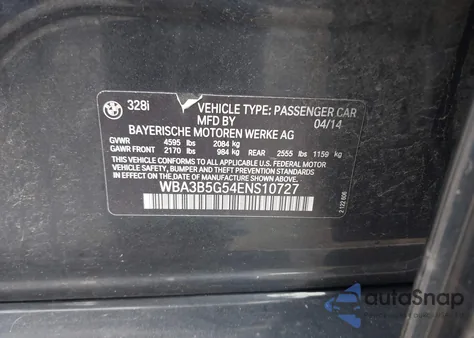 328i VEHICLE TYPE: PASSENGER CAR
MFD BY 04/14
BAYERISCHE MOTOREN WERKE AG
GVWR 4595 lbs 2084 kg
GAWR FRONT 2170 lbs 984 kg REAR 2555 lbs 1159 kg
THIS VEHICLE CONFORMS TO ALL APPLICABLE U.S. FEDERAL MOTOR
VEHICLE SAFETY, BUMPER, AND THEFT PREVENTION STANDARDS
IN EFFECT ON THE DATE OF MANUFACTURE SHOWN ABOVE.
WBA3B5G54ENS10727
autoSnap